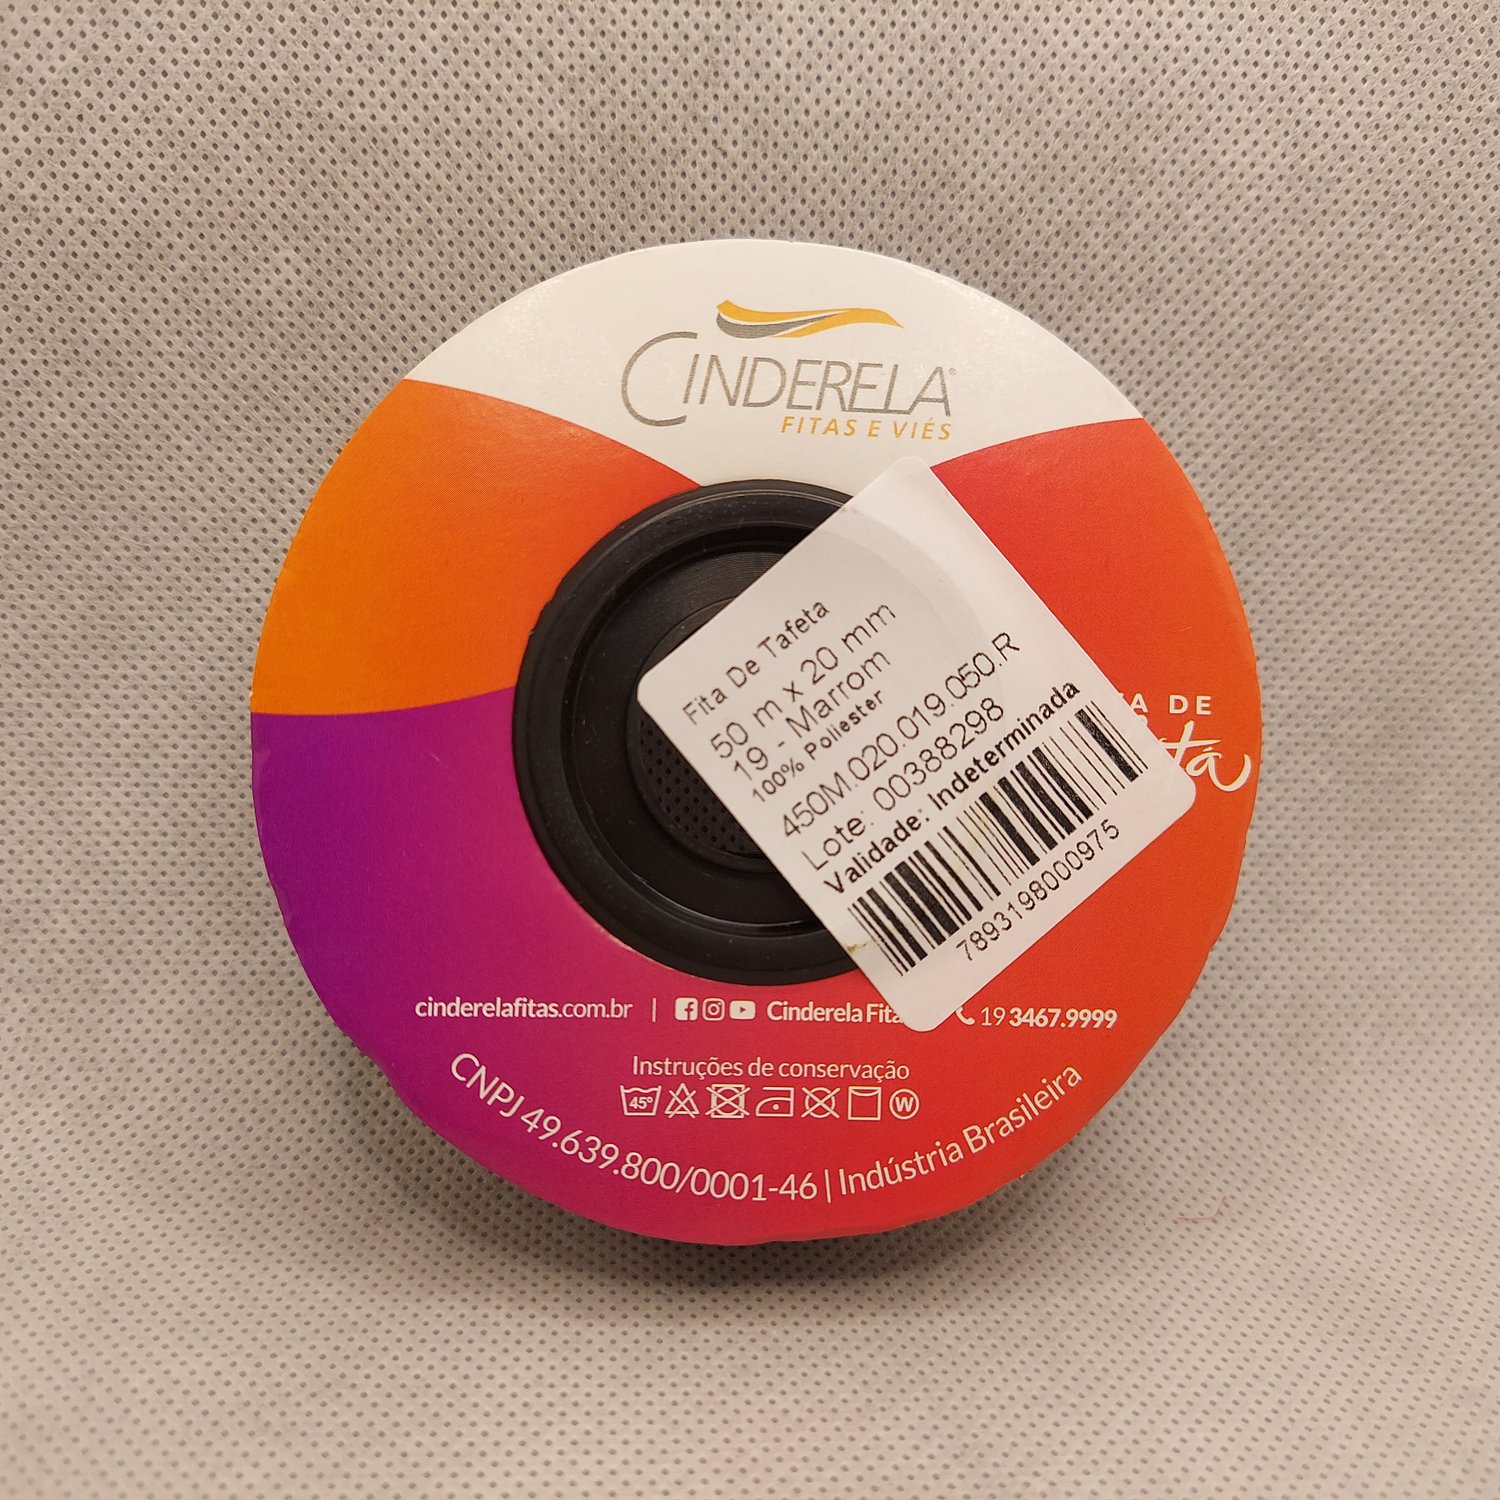 CINDERELA®
FITAS E VIÉS
Fita De Tafeta
50 m x 20 mm
19 - Marrom
100% Poliester
450M.020.019.050.R
Lote: 00388298
Validade: Indeterminada
7893198000975
DE
cinderelafitas.com.br | Cinderela 19 3467.9999
Instruções de conservação
45° W
CNPJ 49.639.800/0001-46 | Indústria Brasileira